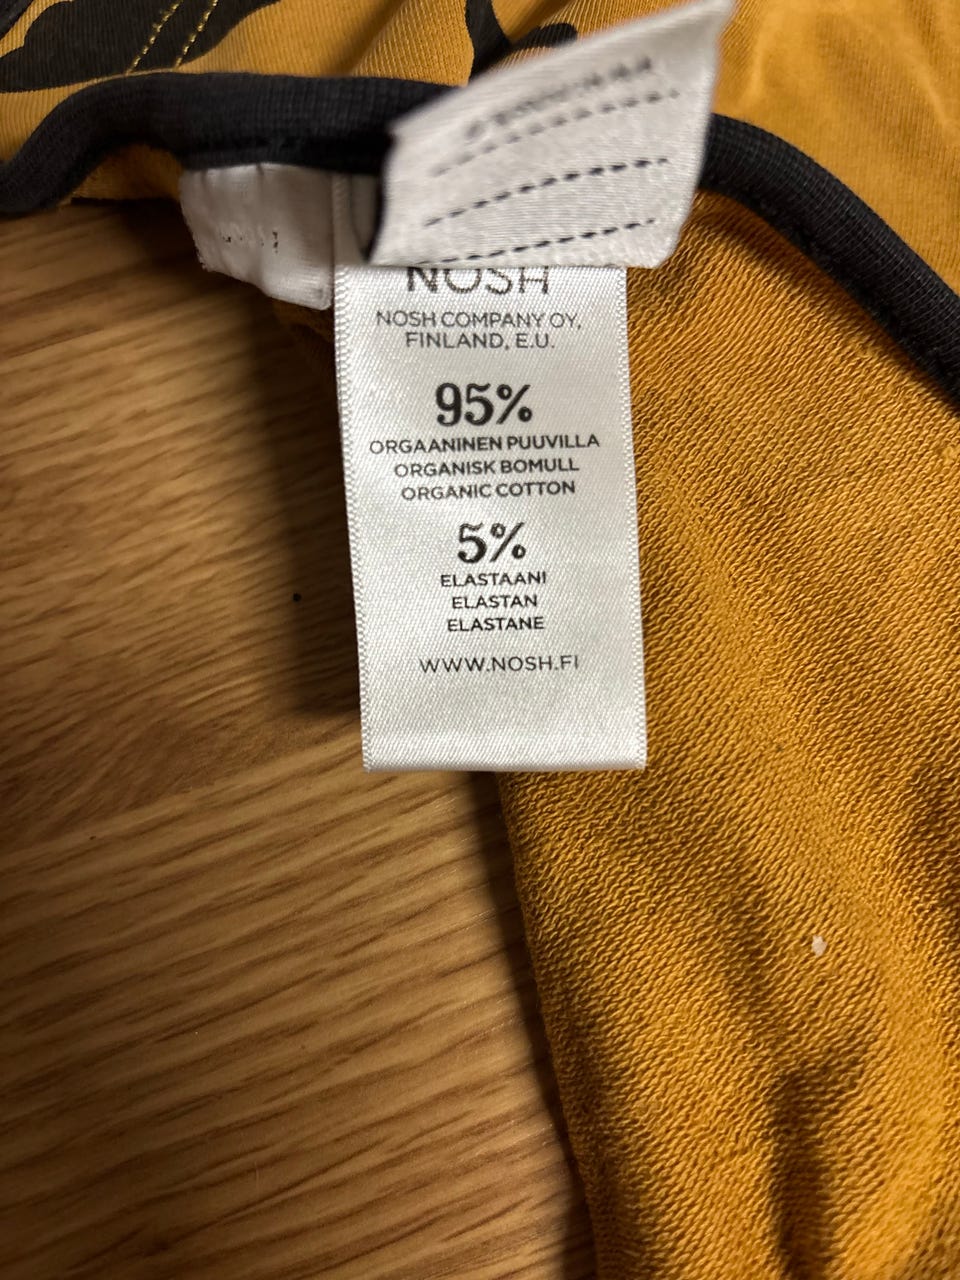 NOSH
NOSH COMPANY OY,
FINLAND, E.U.
95%
ORGAANINEN PUUVILLA
ORGANISK BOMULL
ORGANIC COTTON
5%
ELASTAANI
ELASTAN
ELASTANE
WWW.NOSH.FI